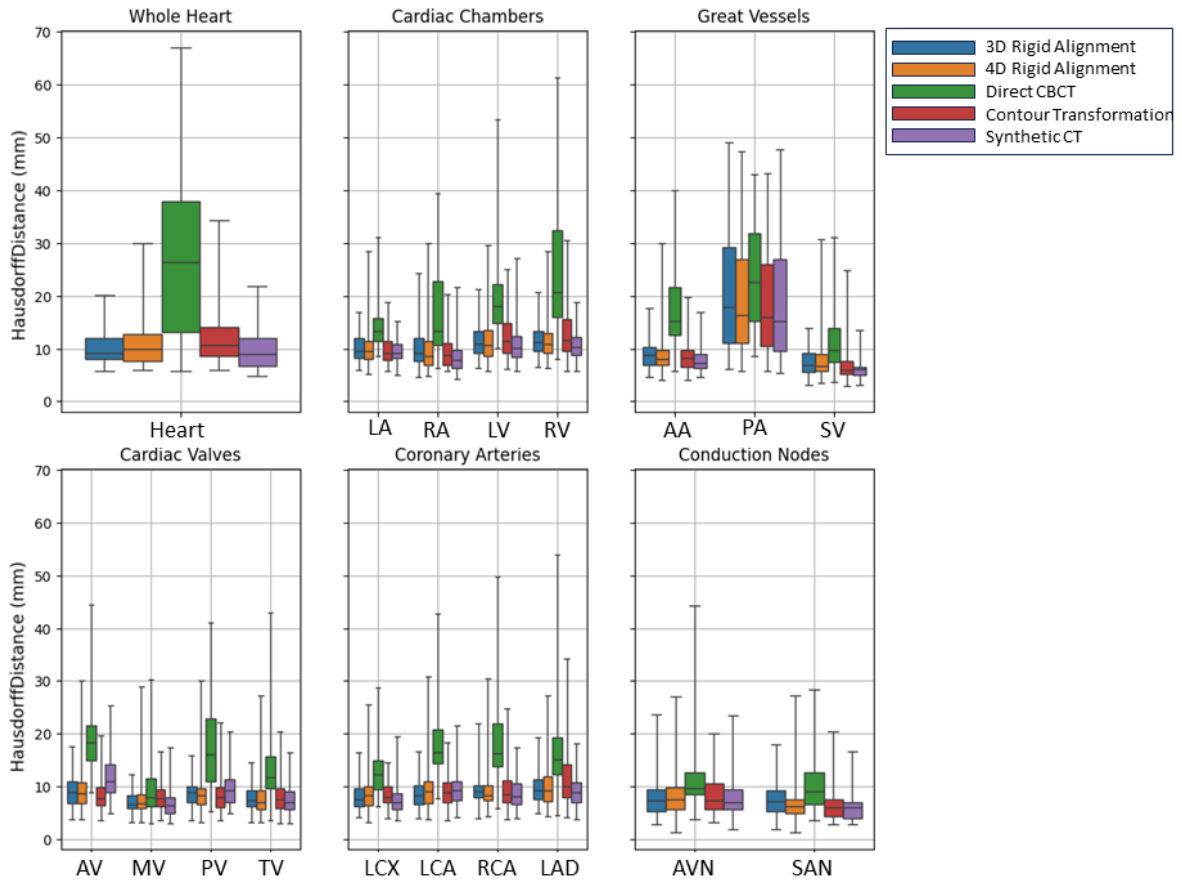 Whole Heart
Cardiac Chambers
Great Vessels
HausdorffDistance (mm)
70
60
50
40
30
20
10
0
Heart
LA RA LV RV
AA PA SV
3D Rigid Alignment
4D Rigid Alignment
Direct CBCT
Contour Transformation
Synthetic CT
Cardiac Valves
Coronary Arteries
Conduction Nodes
HausdorffDistance (mm)
70
60
50
40
30
20
10
0
AV MV PV TV
LCX LCA RCA LAD
AVN SAN